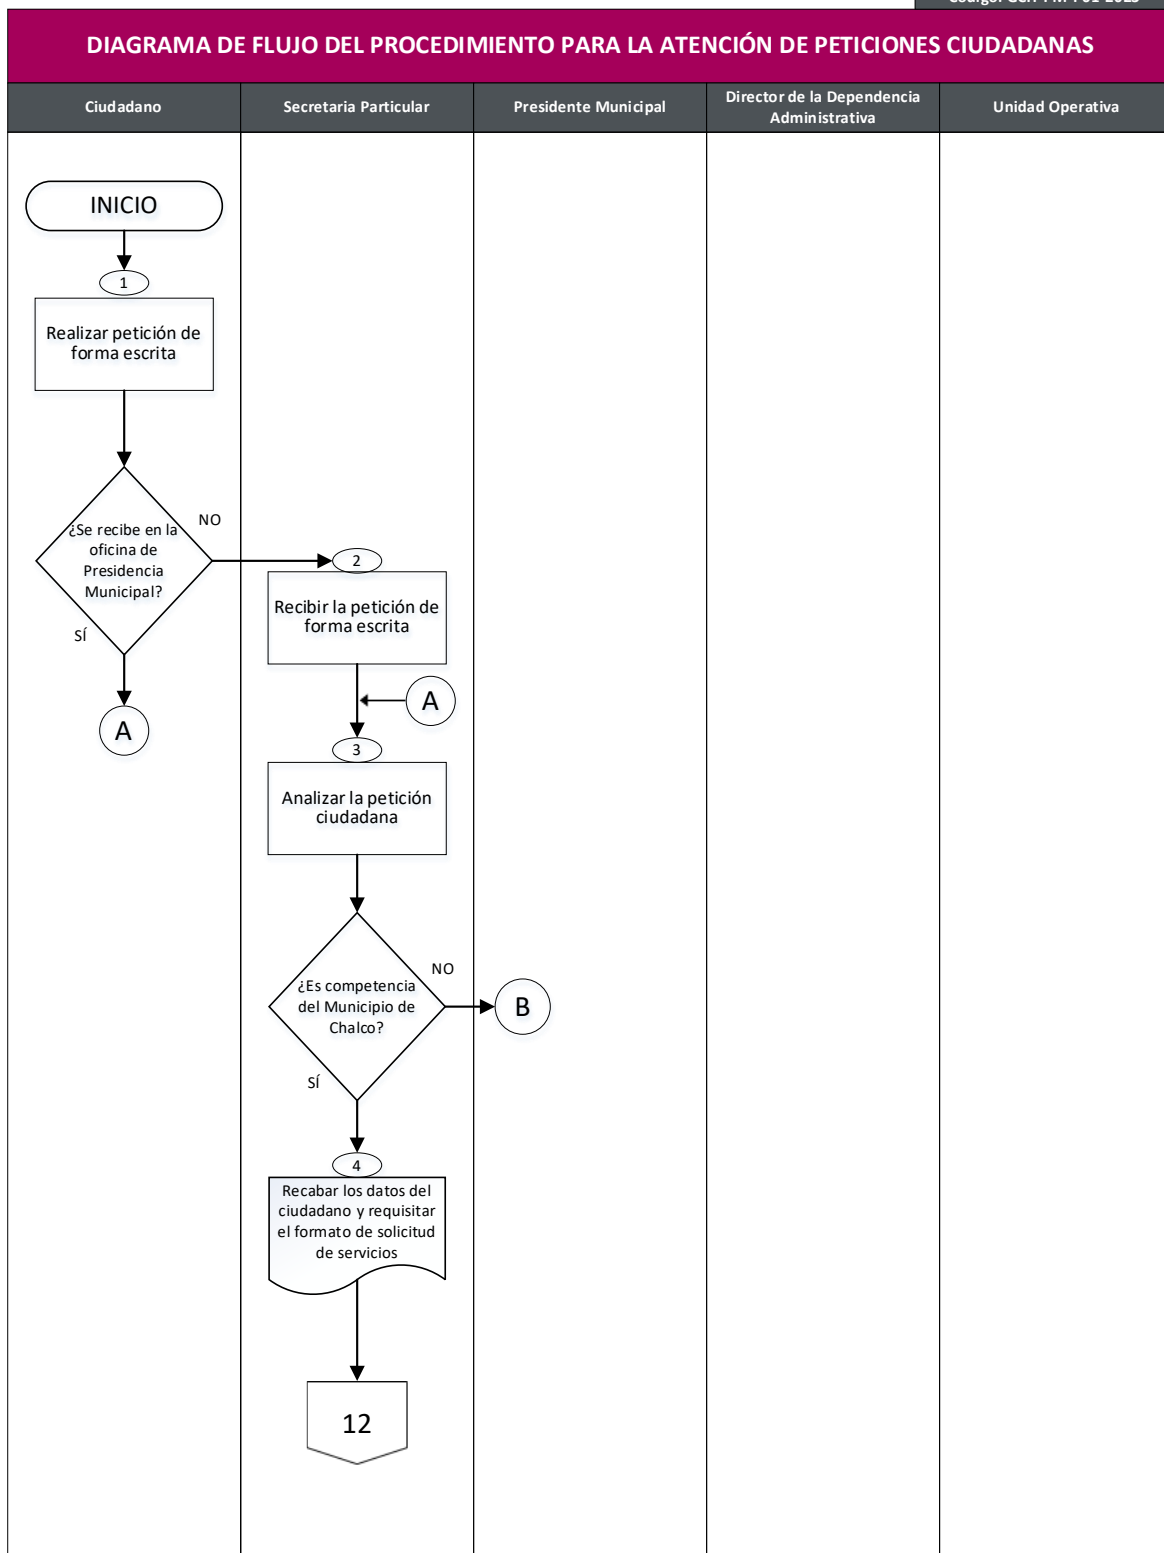 DIAGRAMA DE FLUJO DEL PROCEDIMIENTO PARA LA ATENCIÓN DE PETICIONES CIUDADANAS
Ciudadano
Secretaria Particular
Presidente Municipal
Director de la Dependencia
Administrativa
Unidad Operativa
INICIO
1
Realizar petición de
forma escrita
¿Se recibe en la
oficina de
Presidencia
Municipal?
NO
SÍ
A
2
Recibir la petición de
forma escrita
A
3
Analizar la petición
ciudadana
¿Es competencia
del Municipio de
Chalco?
NO
B
SÍ
4
Recabar los datos del
ciudadano y requisitar
el formato de solicitud
de servicios
12